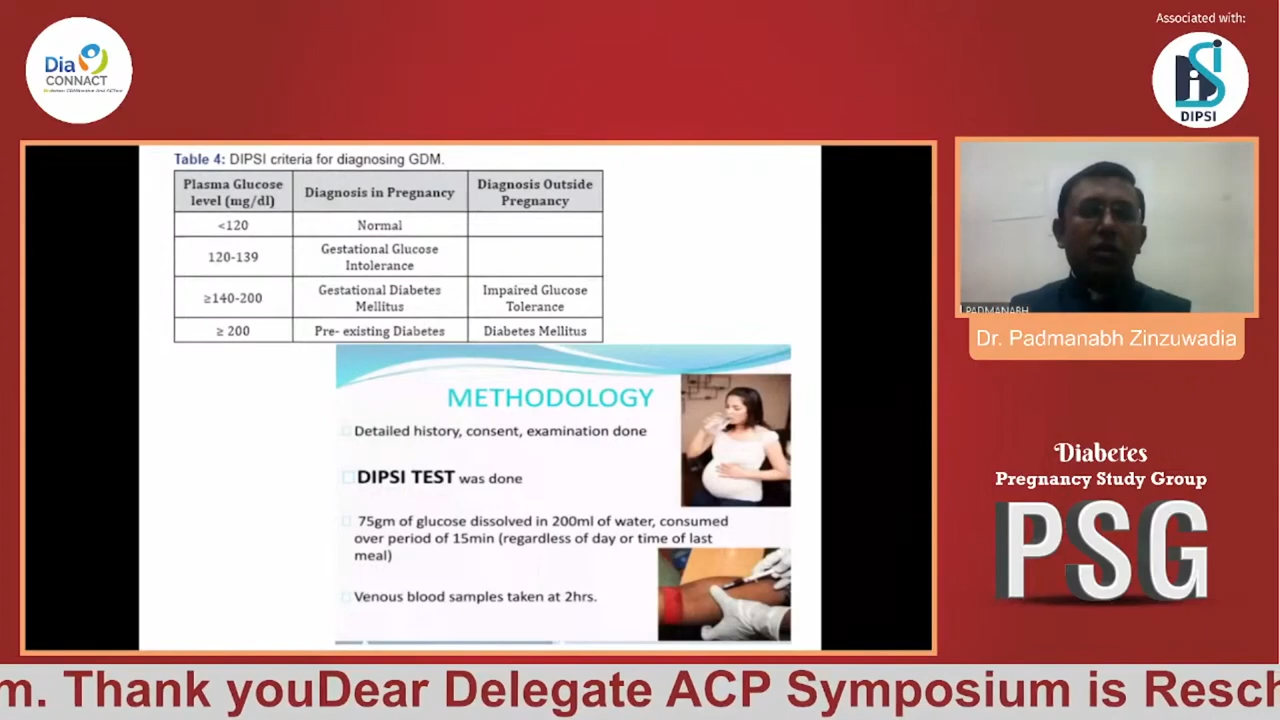 Associated with:
Dia
CONNACT
DiSi
DIPSI
Table 4: DIPSI criteria for diagnosing GDM.
Plasma Glucose level (mg/dl) Diagnosis in Pregnancy Diagnosis Outside Pregnancy
<120 Normal
120-139 Gestational Glucose Intolerance
≥140-200 Gestational Diabetes Mellitus Impaired Glucose Tolerance
≥ 200 Pre- existing Diabetes Diabetes Mellitus
METHODOLOGY
Detailed history, consent, examination done
DIPSI TEST was done
75gm of glucose dissolved in 200ml of water, consumed
over period of 15min (regardless of day or time of last
meal)
Venous blood samples taken at 2hrs.
PADMANABH
Dr. Padmanabh Zinzuwadia
Diabetes
Pregnancy Study Group
PSG
m. Thank youDear Delegate ACP Symposium is Resch